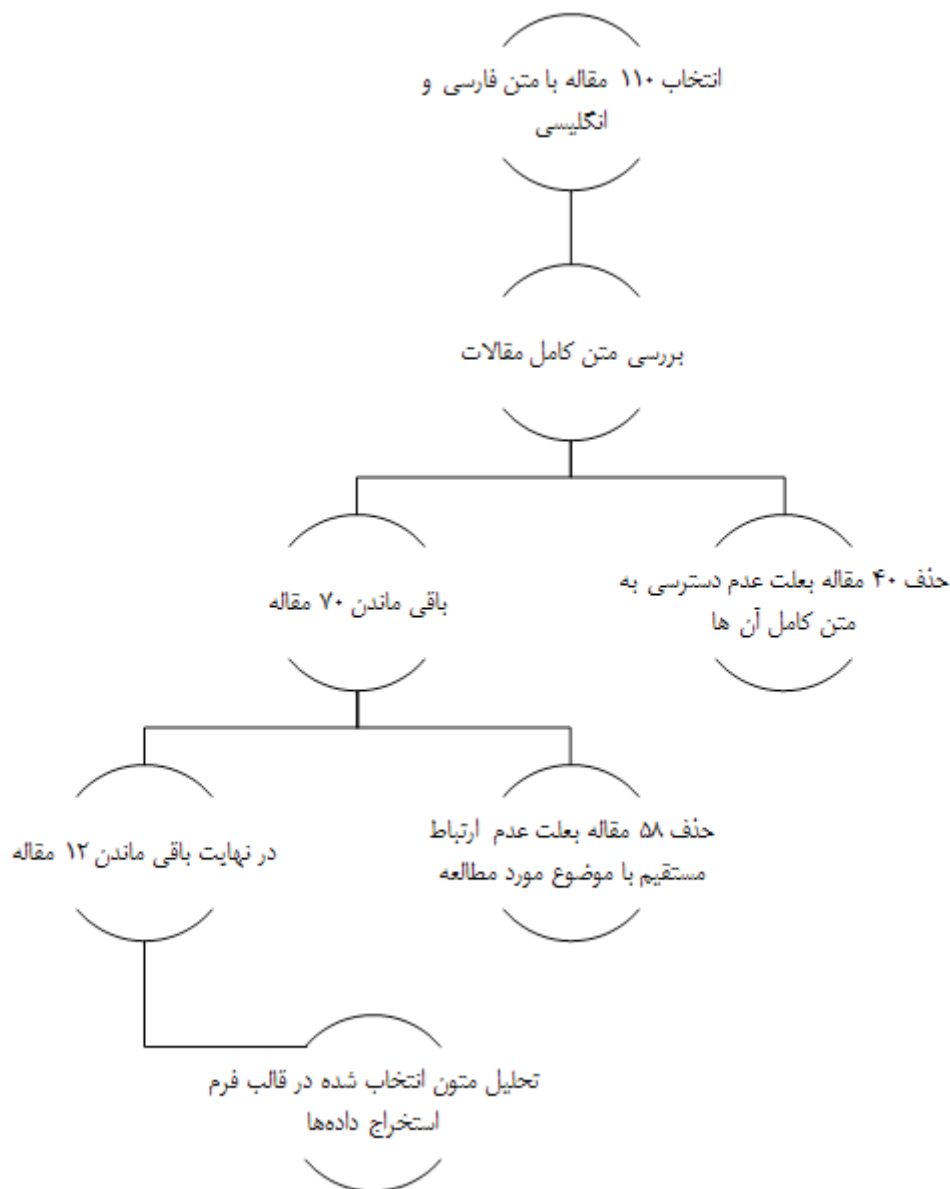 انتخاب ۱۱۰ مقاله با متن فارسی و
انگلیسی
بررسی متن کامل مقالات
حذف ۴۰ مقاله بعلت عدم دسترسی به
متن کامل آن ها
باقی ماندن ۷۰ مقاله
حذف ۵۸ مقاله بعلت عدم ارتباط
مستقیم با موضوع مورد مطالعه
در نهایت باقی ماندن ۱۲ مقاله
تحلیل متون انتخاب شده در قالب فرم
استخراج داده‌ها